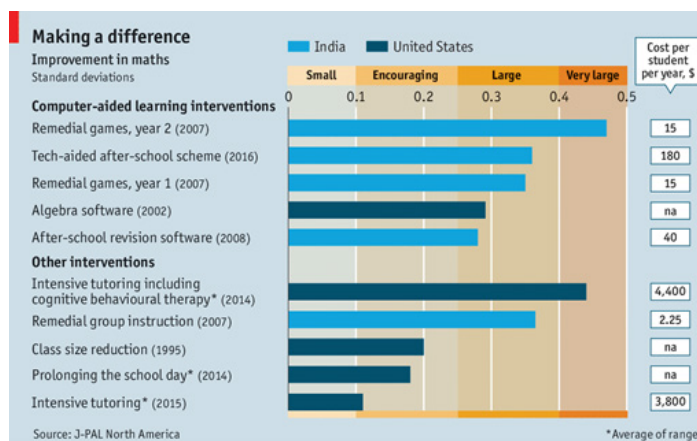 Making a difference
Improvement in maths
Standard deviations
India United States
Cost per
student
per year, $
Small Encouraging Large Very large
0 0.1 0.2 0.3 0.4 0.5
Computer-aided learning interventions
Remedial games, year 2 (2007) 15
Tech-aided after-school scheme (2016) 180
Remedial games, year 1 (2007) 15
Algebra software (2002) na
After-school revision software (2008) 40
Other interventions
Intensive tutoring including
cognitive behavioural therapy* (2014) 4,400
Remedial group instruction (2007) 2.25
Class size reduction (1995) na
Prolonging the school day* (2014) na
Intensive tutoring* (2015) 3,800
Source: J-PAL North America *Average of range